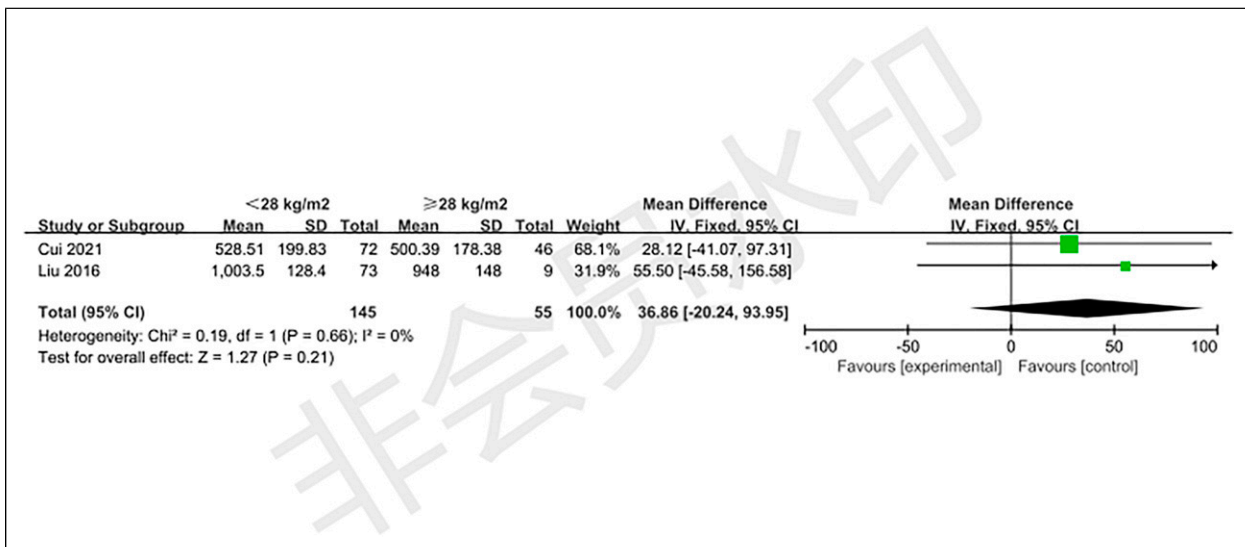 <28 kg/m2 ≥28 kg/m2 Mean Difference Mean Difference
Study or Subgroup Mean SD Total Mean SD Total Weight IV, Fixed, 95% CI IV, Fixed, 95% CI
Cui 2021 528.51 199.83 72 500.39 178.38 46 68.1% 28.12 [-41.07, 97.31]
Liu 2016 1,003.5 128.4 73 948 148 9 31.9% 55.50 [-45.58, 156.58]
Total (95% CI) 145 55 100.0% 36.86 [-20.24, 93.95]
Heterogeneity: Chi² = 0.19, df = 1 (P = 0.66); I² = 0%
Test for overall effect: Z = 1.27 (P = 0.21)
-100 -50 0 50 100
Favours [experimental] Favours [control]
非会员水印